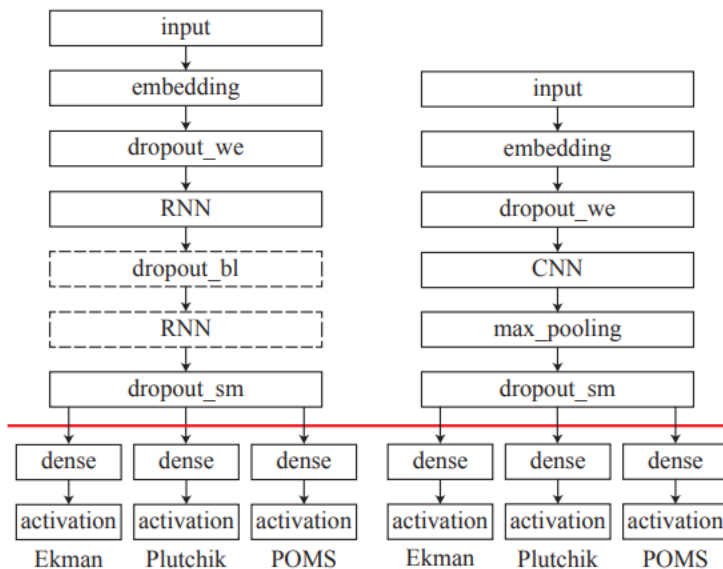 input
embedding
dropout_we
RNN
dropout_bl
RNN
dropout_sm
dense dense dense
activation activation activation
Ekman Plutchik POMS
input
embedding
dropout_we
CNN
max_pooling
dropout_sm
dense dense dense
activation activation activation
Ekman Plutchik POMS